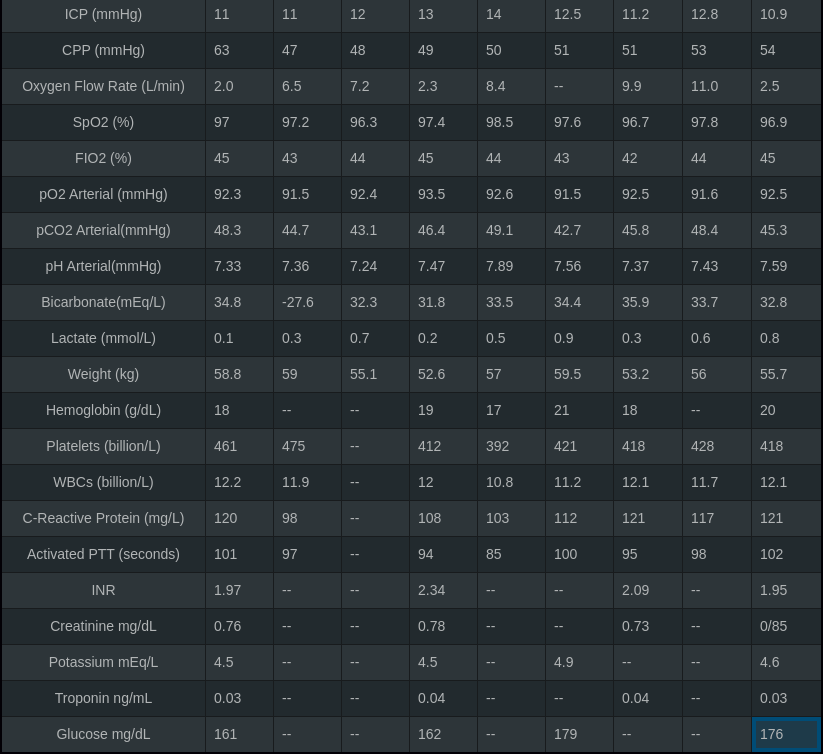 ICP (mmHg) 11 11 12 13 14 12.5 11.2 12.8 10.9
CPP (mmHg) 63 47 48 49 50 51 51 53 54
Oxygen Flow Rate (L/min) 2.0 6.5 7.2 2.3 8.4 -- 9.9 11.0 2.5
SpO2 (%) 97 97.2 96.3 97.4 98.5 97.6 96.7 97.8 96.9
FIO2 (%) 45 43 44 45 44 43 42 44 45
pO2 Arterial (mmHg) 92.3 91.5 92.4 93.5 92.6 91.5 92.5 91.6 92.5
pCO2 Arterial(mmHg) 48.3 44.7 43.1 46.4 49.1 42.7 45.8 48.4 45.3
pH Arterial(mmHg) 7.33 7.36 7.24 7.47 7.89 7.56 7.37 7.43 7.59
Bicarbonate(mEq/L) 34.8 -27.6 32.3 31.8 33.5 34.4 35.9 33.7 32.8
Lactate (mmol/L) 0.1 0.3 0.7 0.2 0.5 0.9 0.3 0.6 0.8
Weight (kg) 58.8 59 55.1 52.6 57 59.5 53.2 56 55.7
Hemoglobin (g/dL) 18 -- -- 19 17 21 18 -- 20
Platelets (billion/L) 461 475 -- 412 392 421 418 428 418
WBCs (billion/L) 12.2 11.9 -- 12 10.8 11.2 12.1 11.7 12.1
C-Reactive Protein (mg/L) 120 98 -- 108 103 112 121 117 121
Activated PTT (seconds) 101 97 -- 94 85 100 95 98 102
INR 1.97 -- -- 2.34 -- -- 2.09 -- 1.95
Creatinine mg/dL 0.76 -- -- 0.78 -- -- 0.73 -- 0/85
Potassium mEq/L 4.5 -- -- 4.5 -- 4.9 -- -- 4.6
Troponin ng/mL 0.03 -- -- 0.04 -- -- 0.04 -- 0.03
Glucose mg/dL 161 -- -- 162 -- 179 -- -- 176